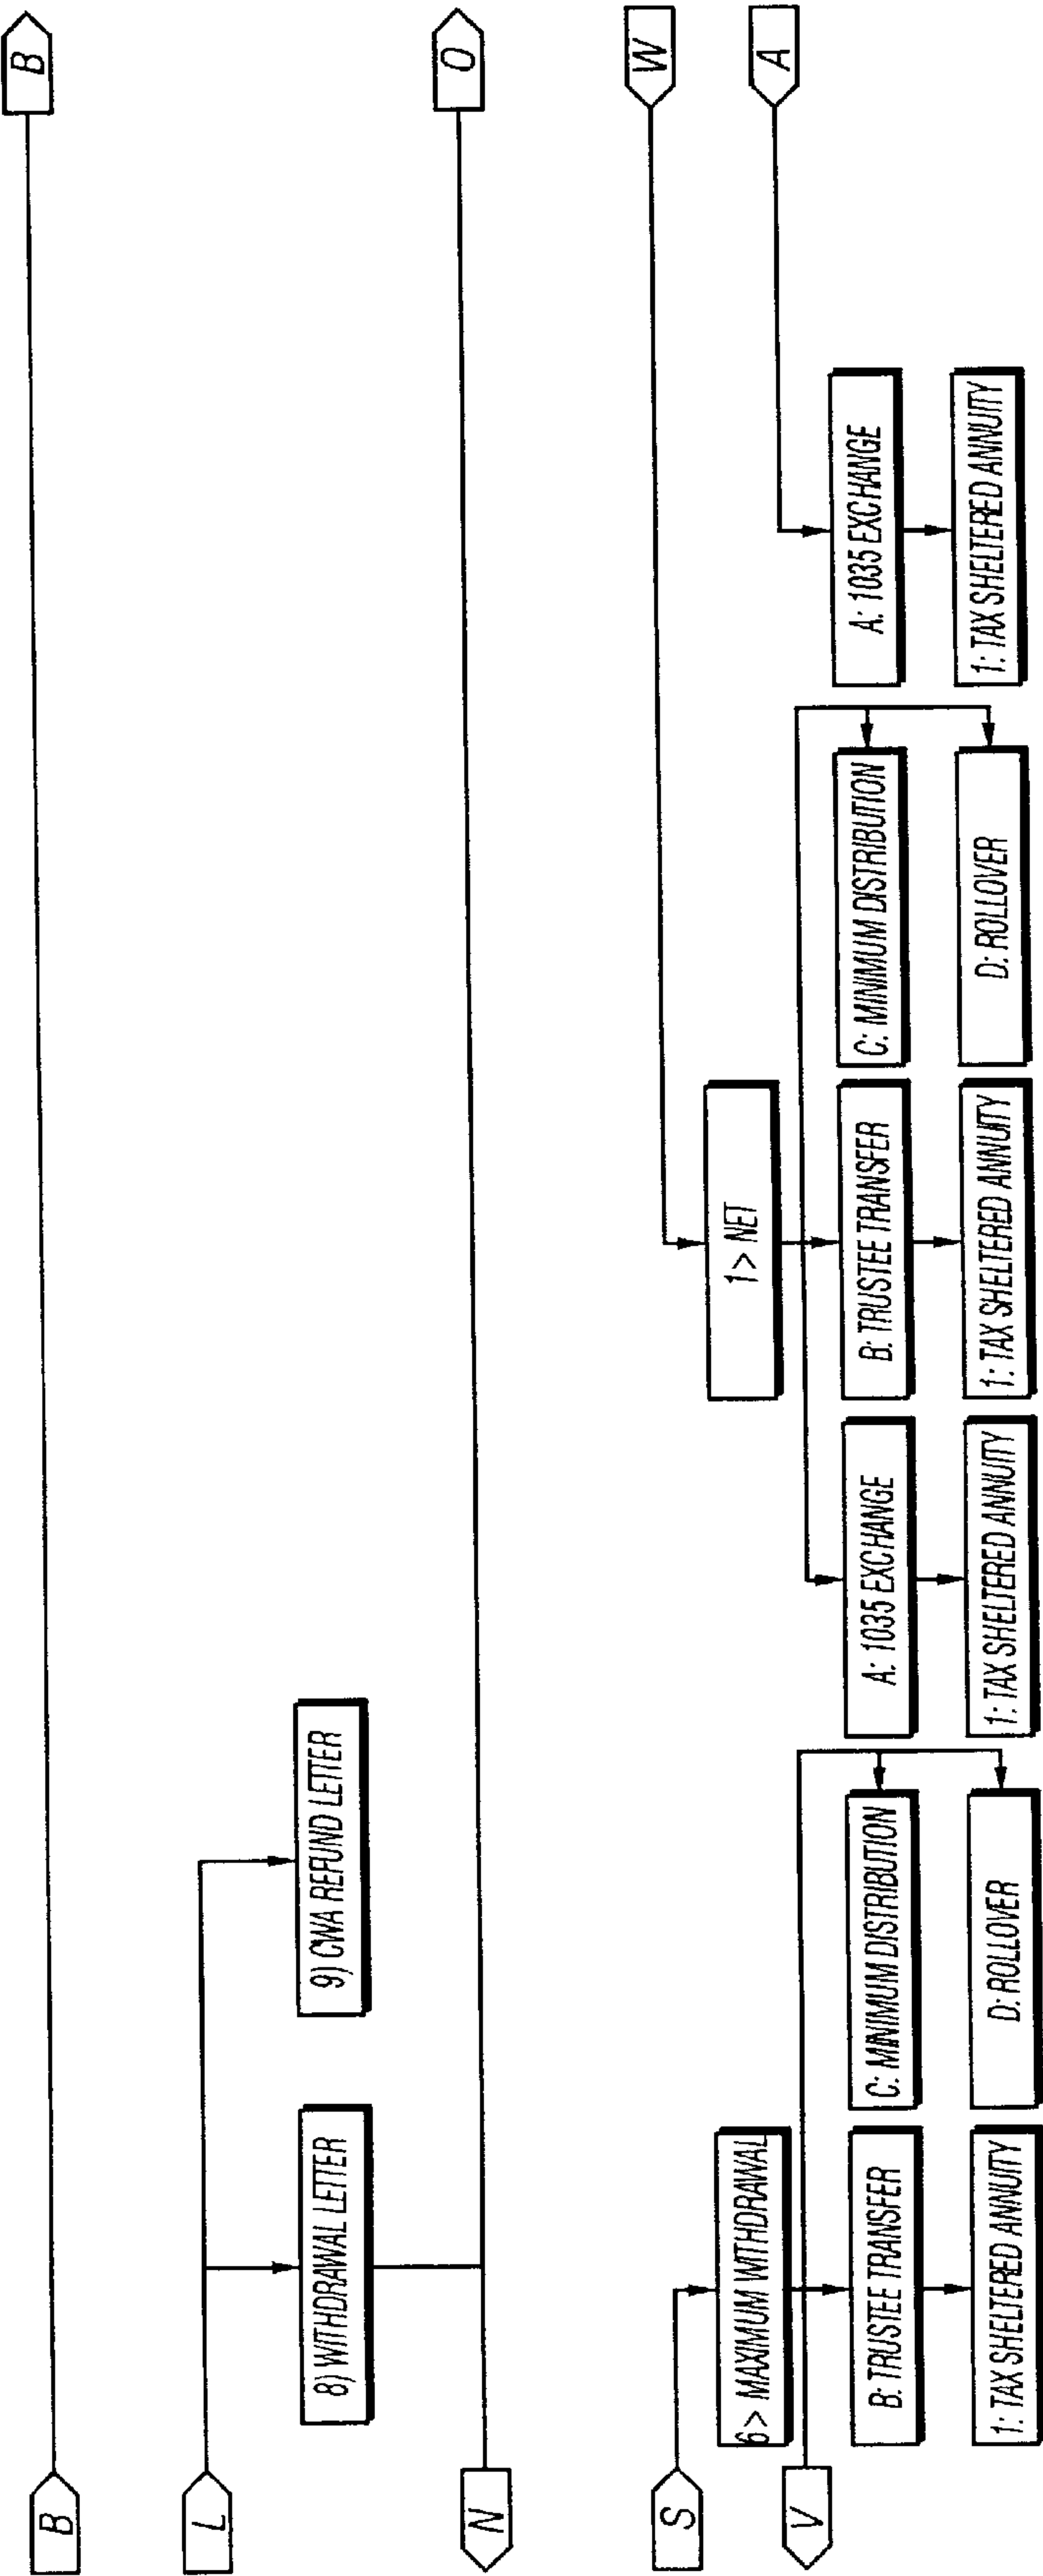 B
B
L
8) WITHDRAWAL LETTER
9) CWA REFUND LETTER
N
O
S
6> MAXIMUM WITHDRAWAL
V
B: TRUSTEE TRANSFER
1: TAX SHELTERED ANNUITY
C: MINIMUM DISTRIBUTION
D: ROLLOVER
W
1> NET
A: 1035 EXCHANGE
1: TAX SHELTERED ANNUITY
B: TRUSTEE TRANSFER
1: TAX SHELTERED ANNUITY
C: MINIMUM DISTRIBUTION
D: ROLLOVER
A
A: 1035 EXCHANGE
1: TAX SHELTERED ANNUITY